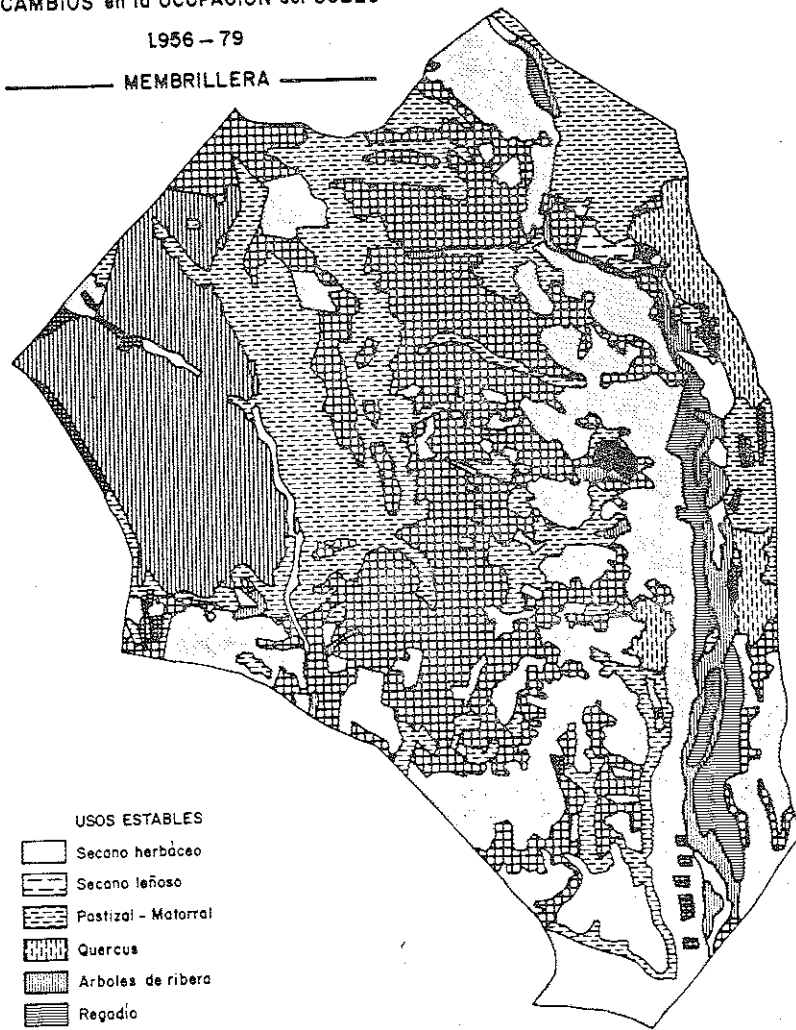 CAMBIOS en la OCUPACION del SUELO
1956-79
MEMBRILLERA
USOS ESTABLES
Secano herbáceo
Secano leñoso
Pastizal - Matorral
Quercus
Arboles de ribera
Regadío